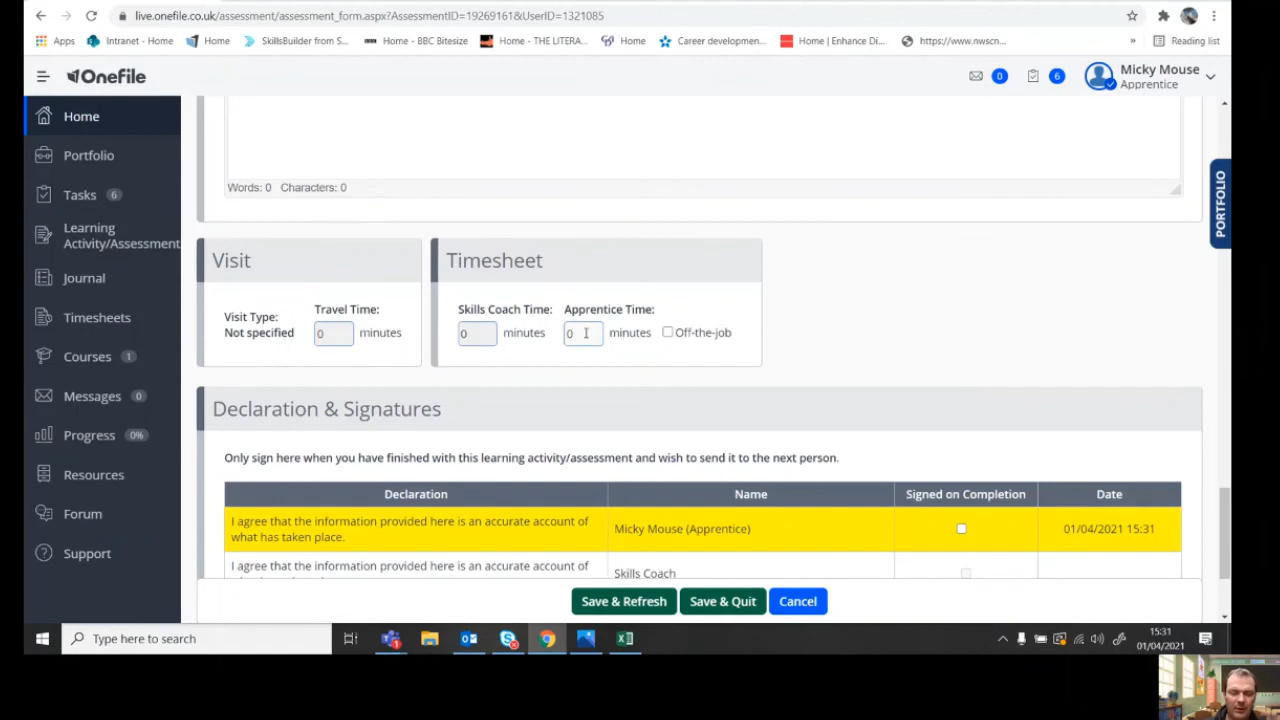 live.onefile.co.uk/assessment/assessment_form.aspx?AssessmentID=19269161&UserID=1321085
Apps
Intranet - Home
Home
SkillsBuilder from S...
Home - BBC Bitesize
Home - THE LITERA...
Home
Career developmen...
Home | Enhance Di...
https://www.nwscn...
»
Reading list
Onefile
0
6
Micky Mouse
Apprentice
Home
Portfolio
Tasks 6
Learning
Activity/Assessment
Journal
Timesheets
Courses 1
Messages 0
Progress 0%
Resources
Forum
Support
PORTFOLIO
Words: 0 Characters: 0
Visit
Visit Type:
Not specified
Travel Time:
0 minutes
Timesheet
Skills Coach Time:
0 minutes
Apprentice Time:
0 minutes
Off-the-job
Declaration & Signatures
Only sign here when you have finished with this learning activity/assessment and wish to send it to the next person.
Declaration Name Signed on Completion Date
I agree that the information provided here is an accurate account of
what has taken place.
Micky Mouse (Apprentice)
01/04/2021 15:31
I agree that the information provided here is an accurate account of
Skills Coach
Save & Refresh
Save & Quit
Cancel
Type here to search
15:31
01/04/2021